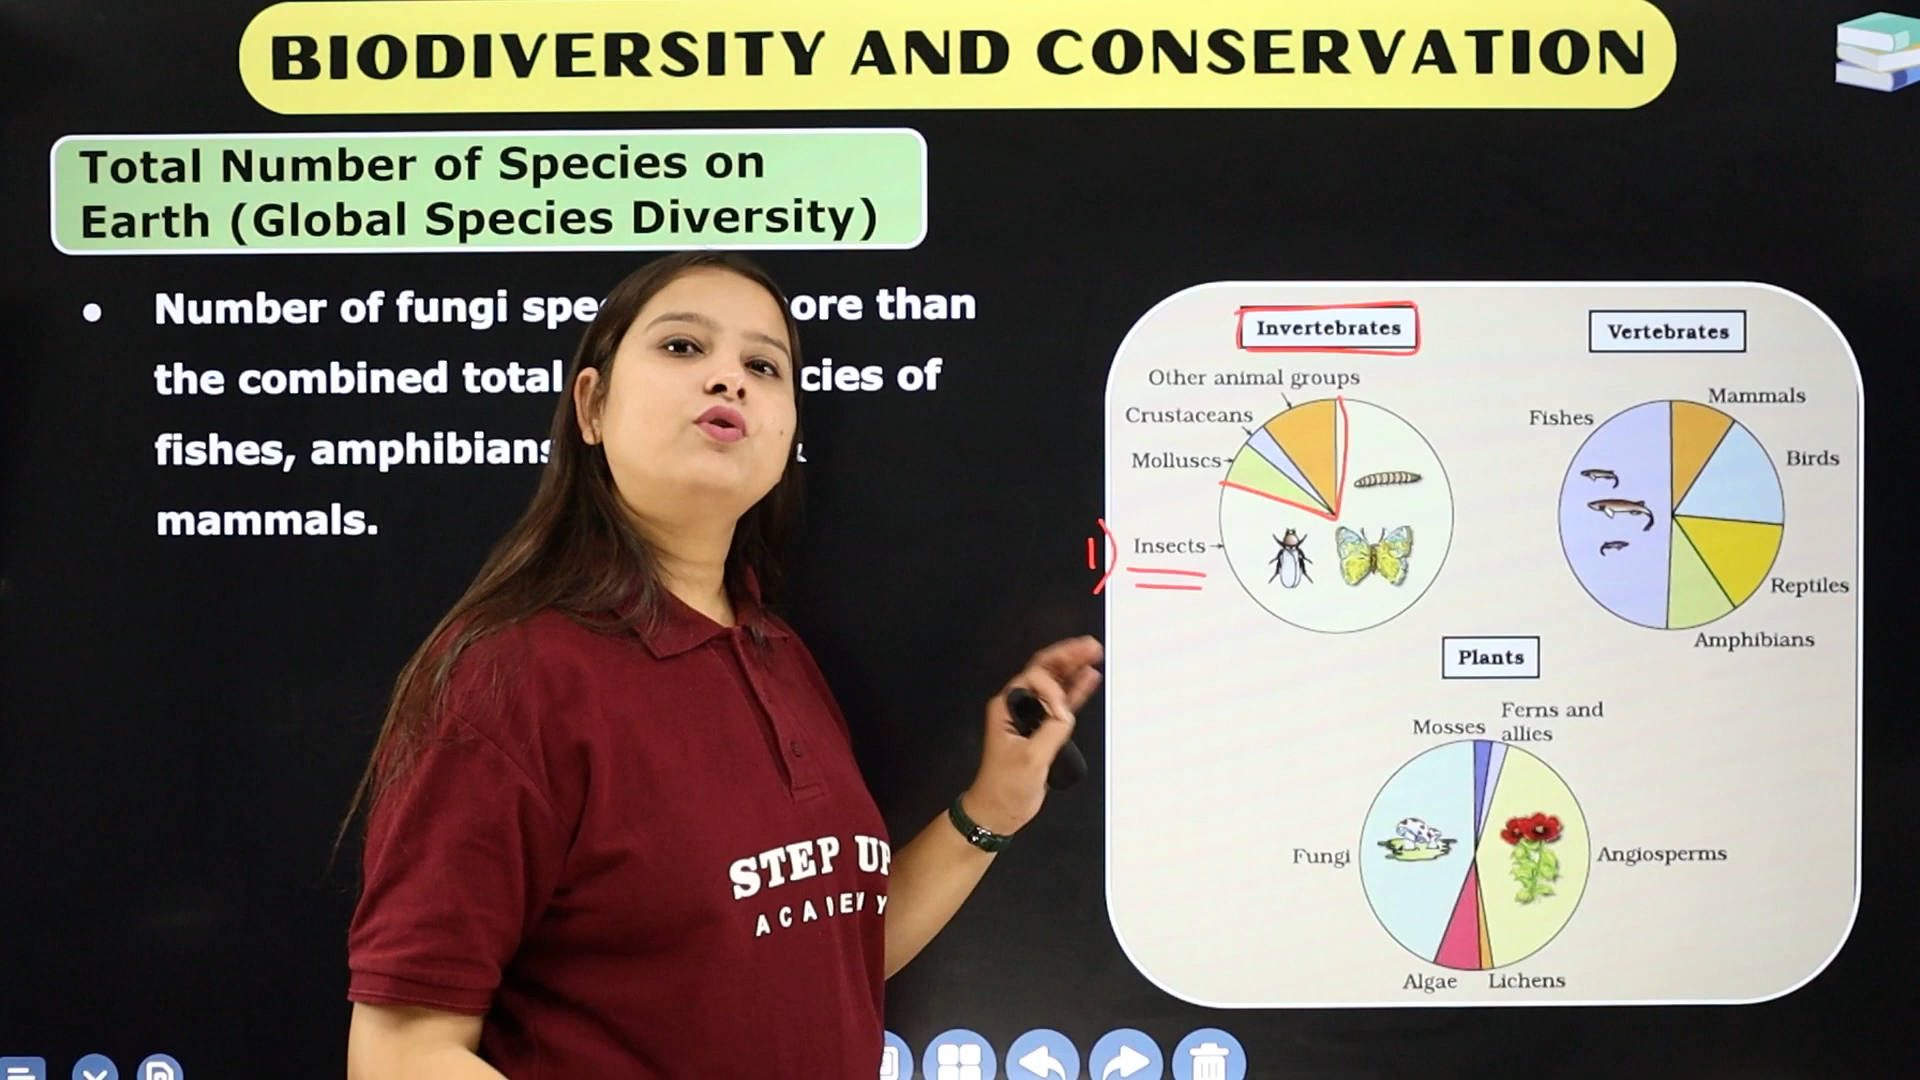 BIODIVERSITY AND CONSERVATION
Total Number of Species on
Earth (Global Species Diversity)
• Number of fungi ore than
the combined total cies of
fishes,
mammals.
Invertebrates
Other animal groups
Crustaceans
Molluscs
1) Insects
Vertebrates
Mammals
Fishes
Birds
Reptiles
Amphibians
Plants
Mosses
Ferns and
allies
Fungi
Angiosperms
Algae
Lichens
STEP UP
ACADEMY